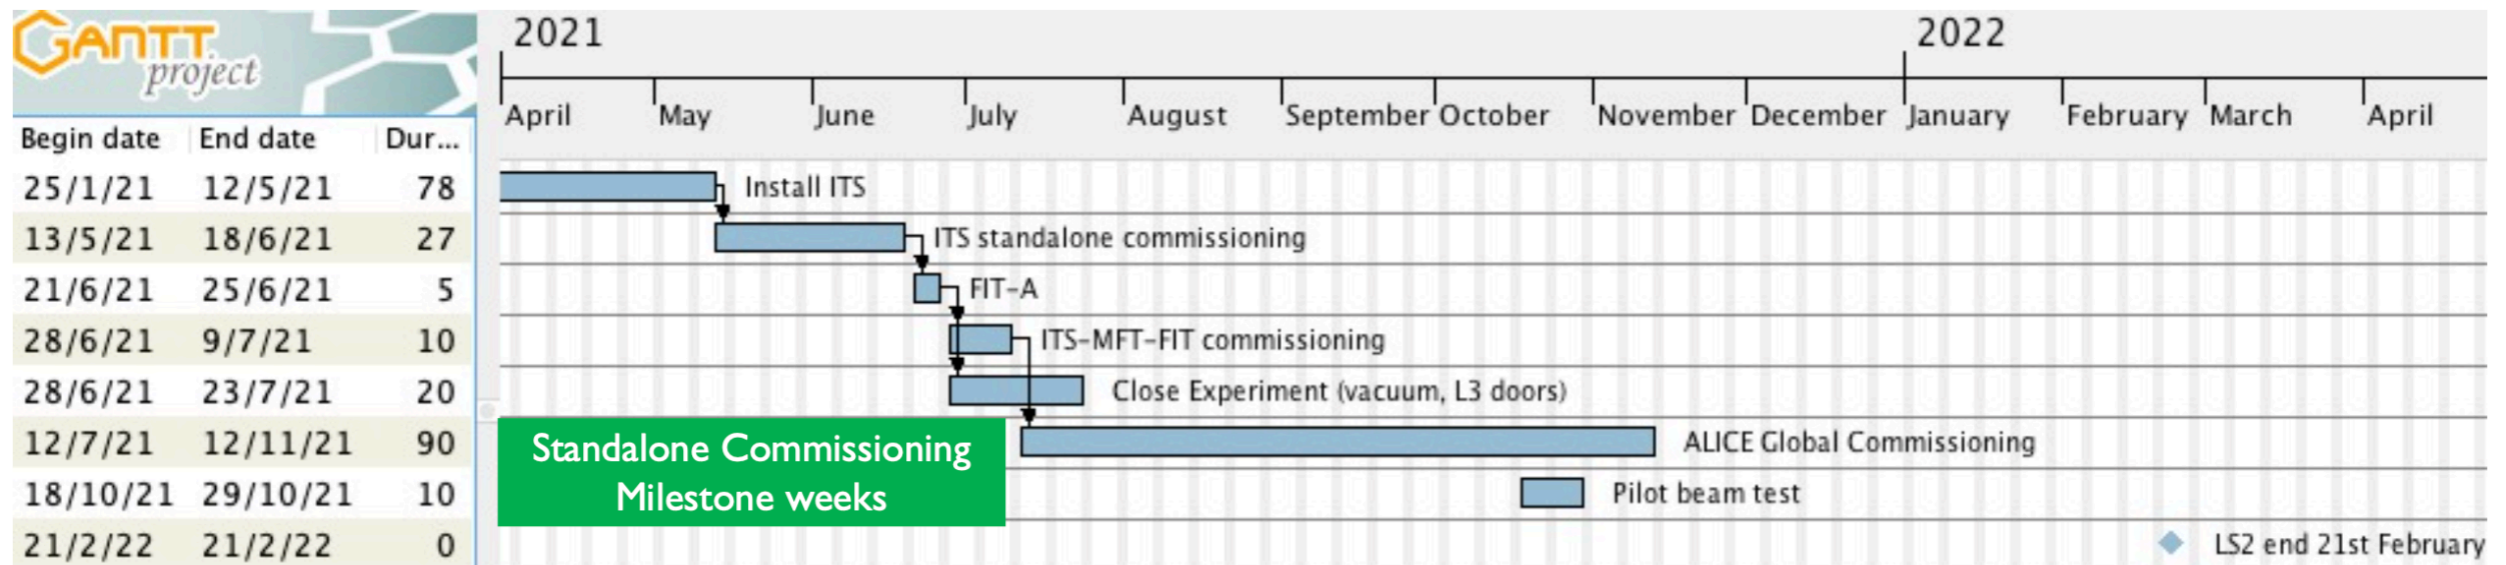 GANTT
project
2021 2022
April May June July August September October November December January February March April
Begin date End date Dur...
25/1/21 12/5/21 78 Install ITS
13/5/21 18/6/21 27 ITS standalone commissioning
21/6/21 25/6/21 5 FIT-A
28/6/21 9/7/21 10 ITS-MFT-FIT commissioning
28/6/21 23/7/21 20 Close Experiment (vacuum, L3 doors)
12/7/21 12/11/21 90 ALICE Global Commissioning
Standalone Commissioning
Milestone weeks
18/10/21 29/10/21 10 Pilot beam test
21/2/22 21/2/22 0 LS2 end 21st February